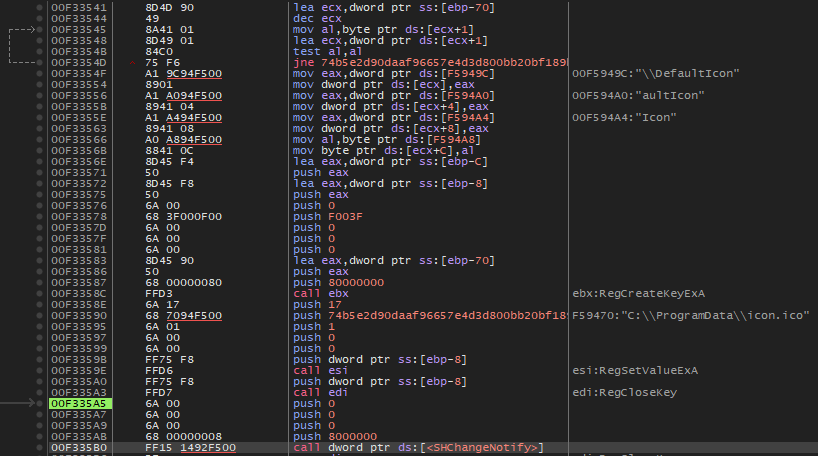 00F33541 8D4D 90 lea ecx,dword ptr ss:[ebp-70]
00F33544 49 dec ecx
00F33545 8A41 01 mov al,byte ptr ds:[ecx+1]
00F33548 8D49 01 lea ecx,dword ptr ds:[ecx+1]
00F3354B 84C0 test al,al
00F3354D 75 F6 jne 74b5e2d90daaf96657e4d3d800bb20bf189
00F3354F A1 9C94F500 mov eax,dword ptr ds:[F5949C] 00F5949C:"\\DefaultIcon"
00F33554 8901 mov dword ptr ds:[ecx],eax
00F33556 A1 A094F500 mov eax,dword ptr ds:[F594A0] 00F594A0:"aultIcon"
00F3355B 8941 04 mov dword ptr ds:[ecx+4],eax
00F3355E A1 A494F500 mov eax,dword ptr ds:[F594A4] 00F594A4:"Icon"
00F33563 8941 08 mov dword ptr ds:[ecx+8],eax
00F33566 A0 A894F500 mov al,byte ptr ds:[F594A8]
00F3356B 8841 0C mov byte ptr ds:[ecx+C],al
00F3356E 8D45 F4 lea eax,dword ptr ss:[ebp-C]
00F33571 50 push eax
00F33572 8D45 F8 lea eax,dword ptr ss:[ebp-8]
00F33575 50 push eax
00F33576 6A 00 push 0
00F33578 68 3F000F00 push F003F
00F3357D 6A 00 push 0
00F3357F 6A 00 push 0
00F33581 6A 00 push 0
00F33583 8D45 90 lea eax,dword ptr ss:[ebp-70]
00F33586 50 push eax
00F33587 68 00000080 push 80000000
00F3358C FFD3 call ebx ebx:RegCreateKeyExA
00F3358E 6A 17 push 17
00F33590 68 7094F500 push 74b5e2d90daaf96657e4d3d800bb20bf18 F59470:"C:\\ProgramData\\icon.ico"
00F33595 6A 01 push 1
00F33597 6A 00 push 0
00F33599 6A 00 push 0
00F3359B FF75 F8 push dword ptr ss:[ebp-8]
00F3359E FFD6 call esi esi:RegSetValueExA
00F335A0 FF75 F8 push dword ptr ss:[ebp-8]
00F335A3 FFD7 call edi edi:RegCloseKey
00F335A5 6A 00 push 0
00F335A7 6A 00 push 0
00F335A9 6A 00 push 0
00F335AB 68 00000008 push 8000000
00F335B0 FF15 1492F500 call dword ptr ds:[<SHChangeNotify>]